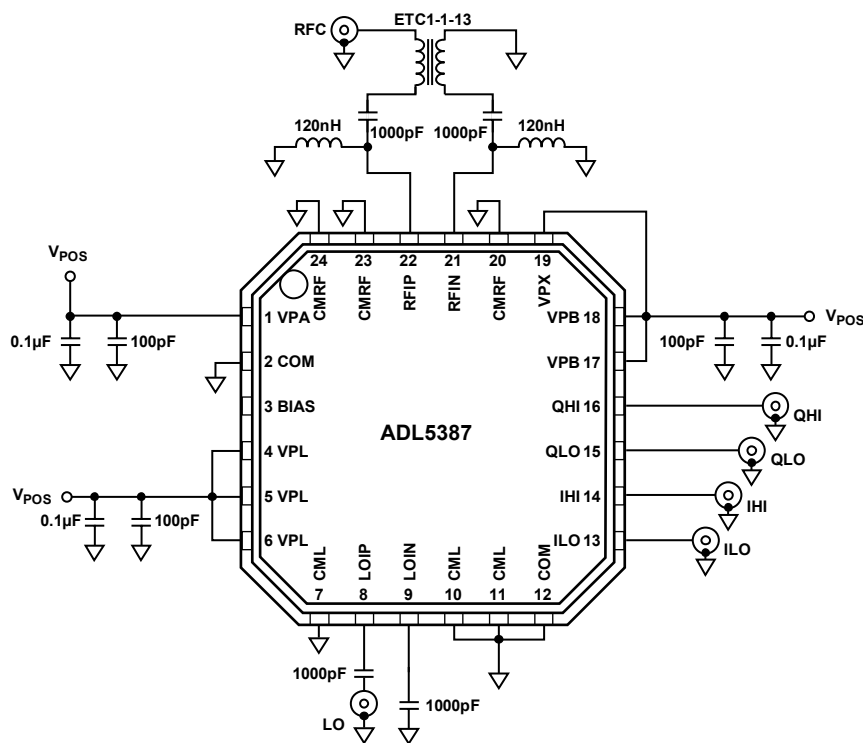 ETC1-1-13
RFC
120nH
1000pF
1000pF
120nH
24
23
22
21
20
19
CMRF
CMRF
RFIP
RFIN
CMRF
VPX
VPOS
0.1µF
100pF
1 VPA
VPB 18
100pF
0.1µF
VPOS
2 COM
VPB 17
3 BIAS
ADL5387
QHI 16
QHI
4 VPL
QLO 15
QLO
VPOS
0.1µF
100pF
5 VPL
IHI 14
IHI
6 VPL
ILO 13
ILO
CML
LOIP
LOIN
CML
CML
COM
7
8
9
10
11
12
1000pF
LO
1000pF